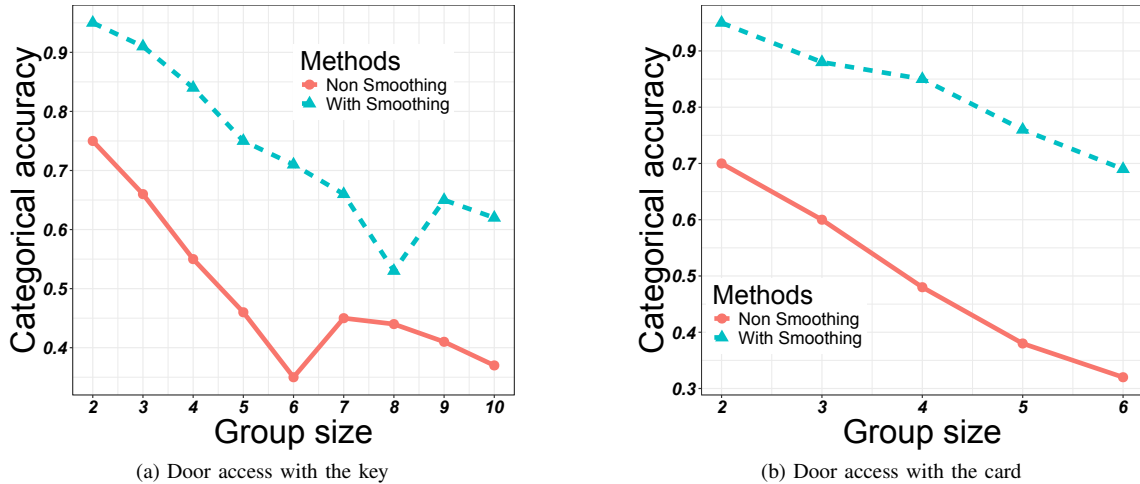 Categorical accuracy
0.9
0.8
0.7
0.6
0.5
0.4
Methods
Non Smoothing
With Smoothing
2 3 4 5 6 7 8 9 10
Group size
(a) Door access with the key
Categorical accuracy
0.9
0.8
0.7
0.6
0.5
0.4
0.3
Methods
Non Smoothing
With Smoothing
2 3 4 5 6
Group size
(b) Door access with the card